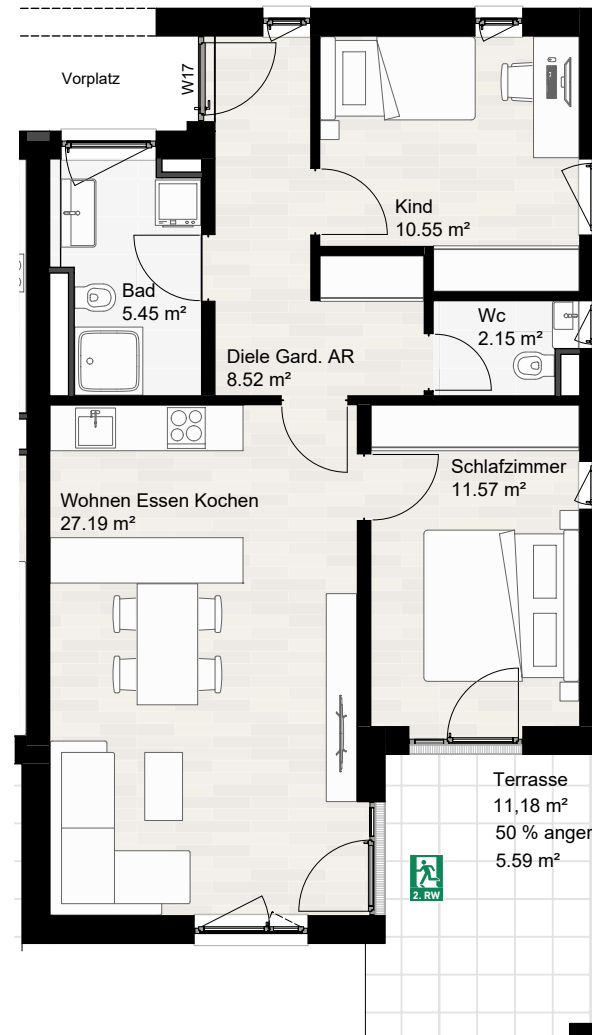 Vorplatz
W17
Kind
10.55 m²
Bad
5.45 m²
Wc
2.15 m²
Diele Gard. AR
8.52 m²
Schlafzimmer
11.57 m²
Wohnen Essen Kochen
27.19 m²
Terrasse
11,18 m²
50 % anger
5.59 m²
2. RW